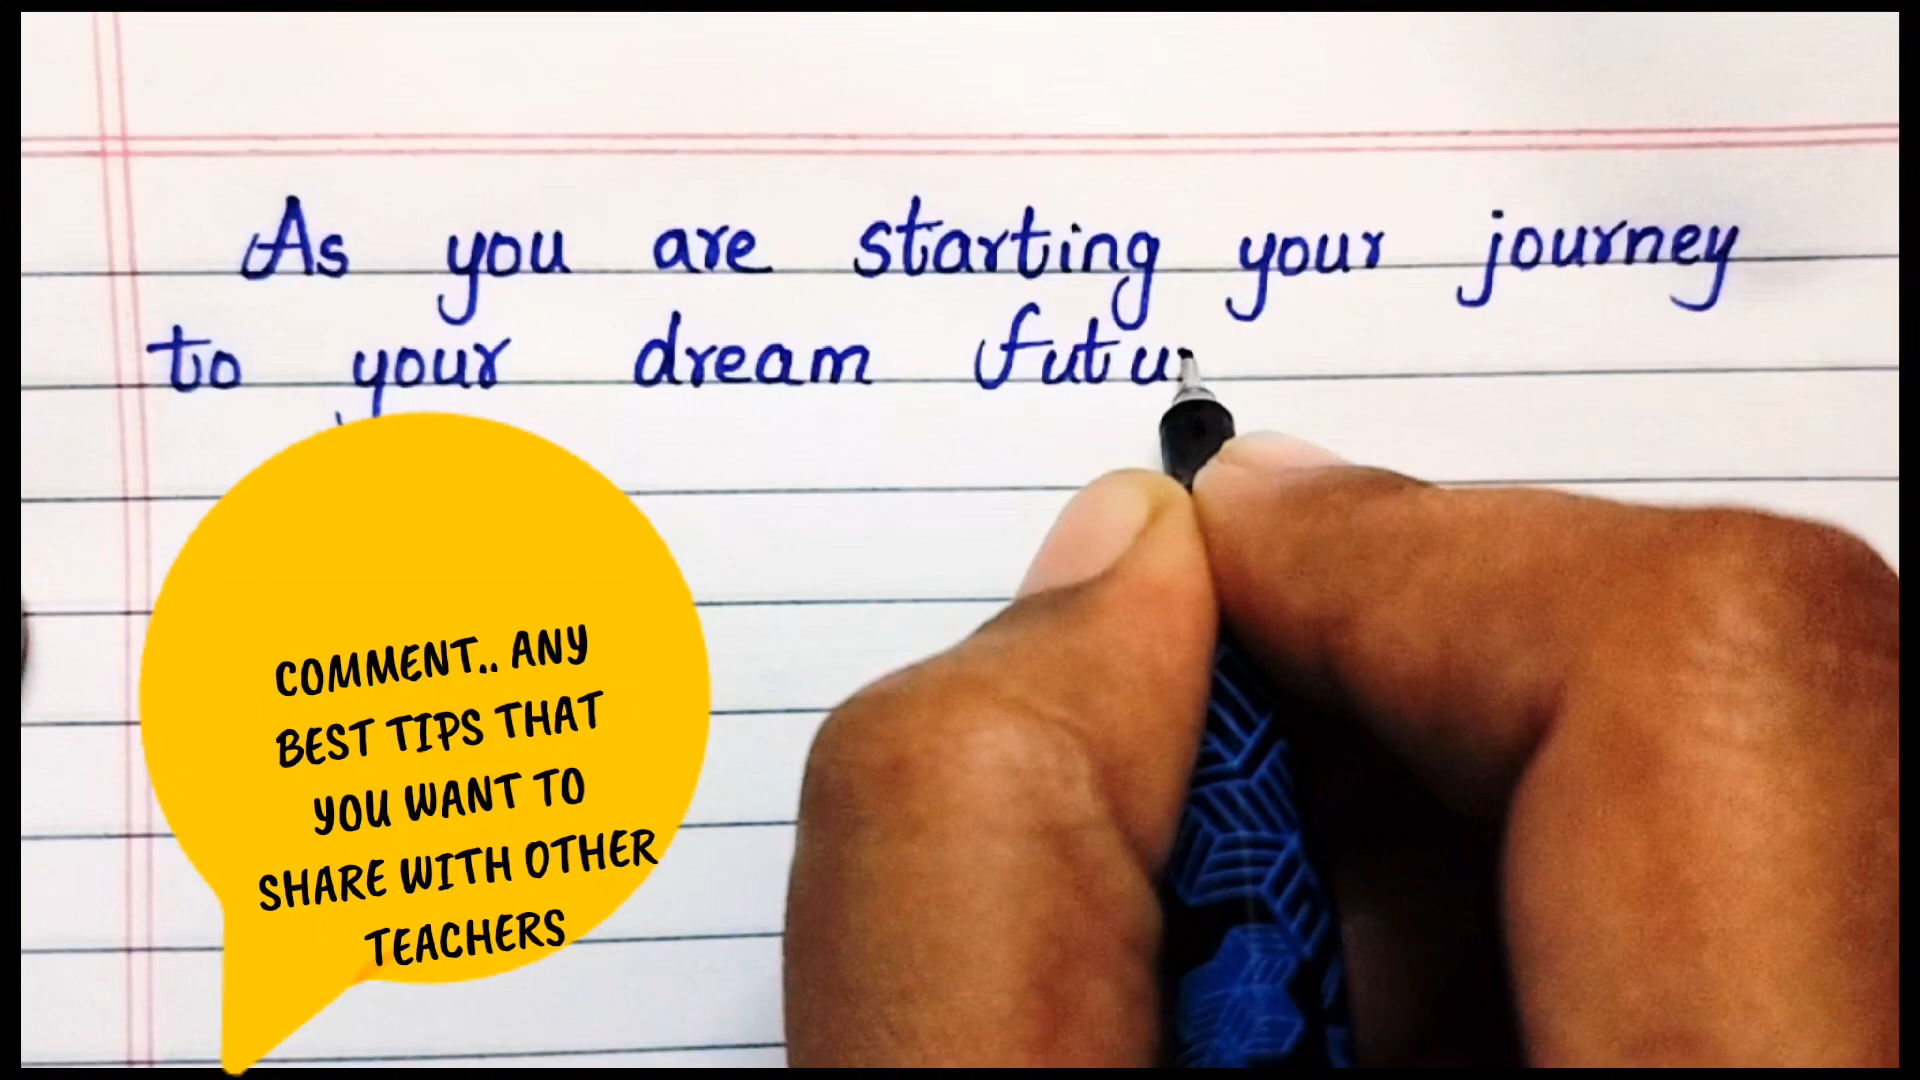 As you are starting your journey
to your dream futu
COMMENT.. ANY
BEST TIPS THAT
YOU WANT TO
SHARE WITH OTHER
TEACHERS